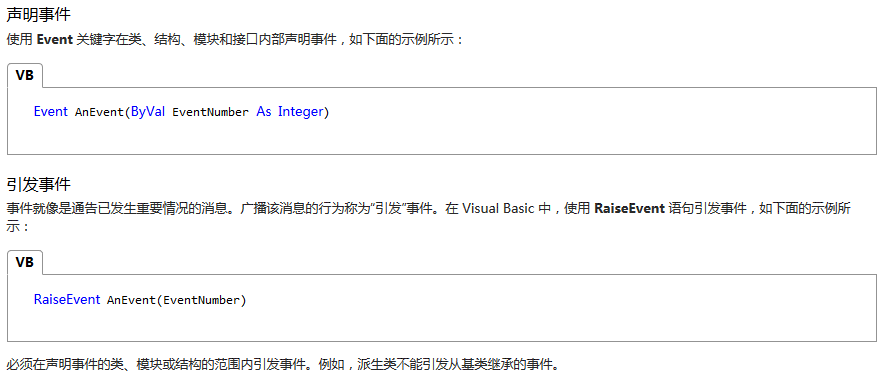 声明事件
使用 Event 关键字在类、结构、模块和接口内部声明事件，如下面的示例所示：
VB
Event AnEvent(ByVal EventNumber As Integer)
引发事件
事件就像是通告已发生重要情况的消息。广播该消息的行为称为“引发”事件。在 Visual Basic 中，使用 RaiseEvent 语句引发事件，如下面的示例所
示：
VB
RaiseEvent AnEvent(EventNumber)
必须在声明事件的类、模块或结构的范围内引发事件。例如，派生类不能引发从基类继承的事件。